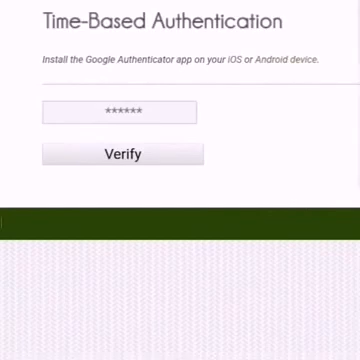 Time-Based Authentication
Install the Google Authenticator app on your iOS or Android device.
******
Verify